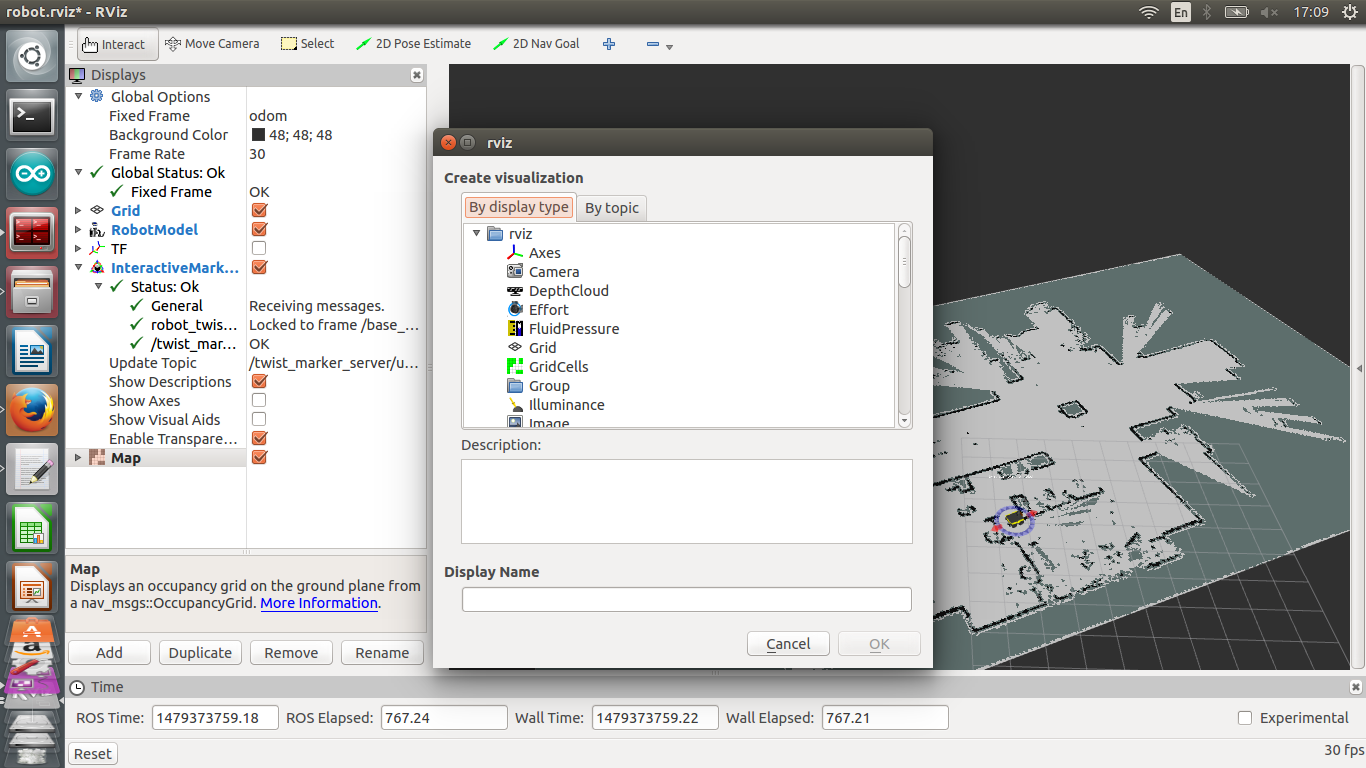 robot.rviz* - RViz
En
17:09
Interact
Move Camera
Select
2D Pose Estimate
2D Nav Goal
Displays
Global Options
Fixed Frame odom
Background Color 48; 48; 48
Frame Rate 30
Global Status: Ok
Fixed Frame OK
Grid
RobotModel
TF
InteractiveMark...
Status: Ok
General Receiving messages.
robot_twis... Locked to frame /base_...
/twist_mar... OK
Update Topic /twist_marker_server/u...
Show Descriptions
Show Axes
Show Visual Aids
Enable Transpare...
Map
Map
Displays an occupancy grid on the ground plane from
a nav_msgs::OccupancyGrid. More Information.
Add
Duplicate
Remove
Rename
rviz
Create visualization
By display type
By topic
rviz
Axes
Camera
DepthCloud
Effort
FluidPressure
Grid
GridCells
Group
Illuminance
Image
Description:
Display Name
Cancel
OK
Time
ROS Time: 1479373759.18 ROS Elapsed: 767.24 Wall Time: 1479373759.22 Wall Elapsed: 767.21 Experimental
Reset
30 fps